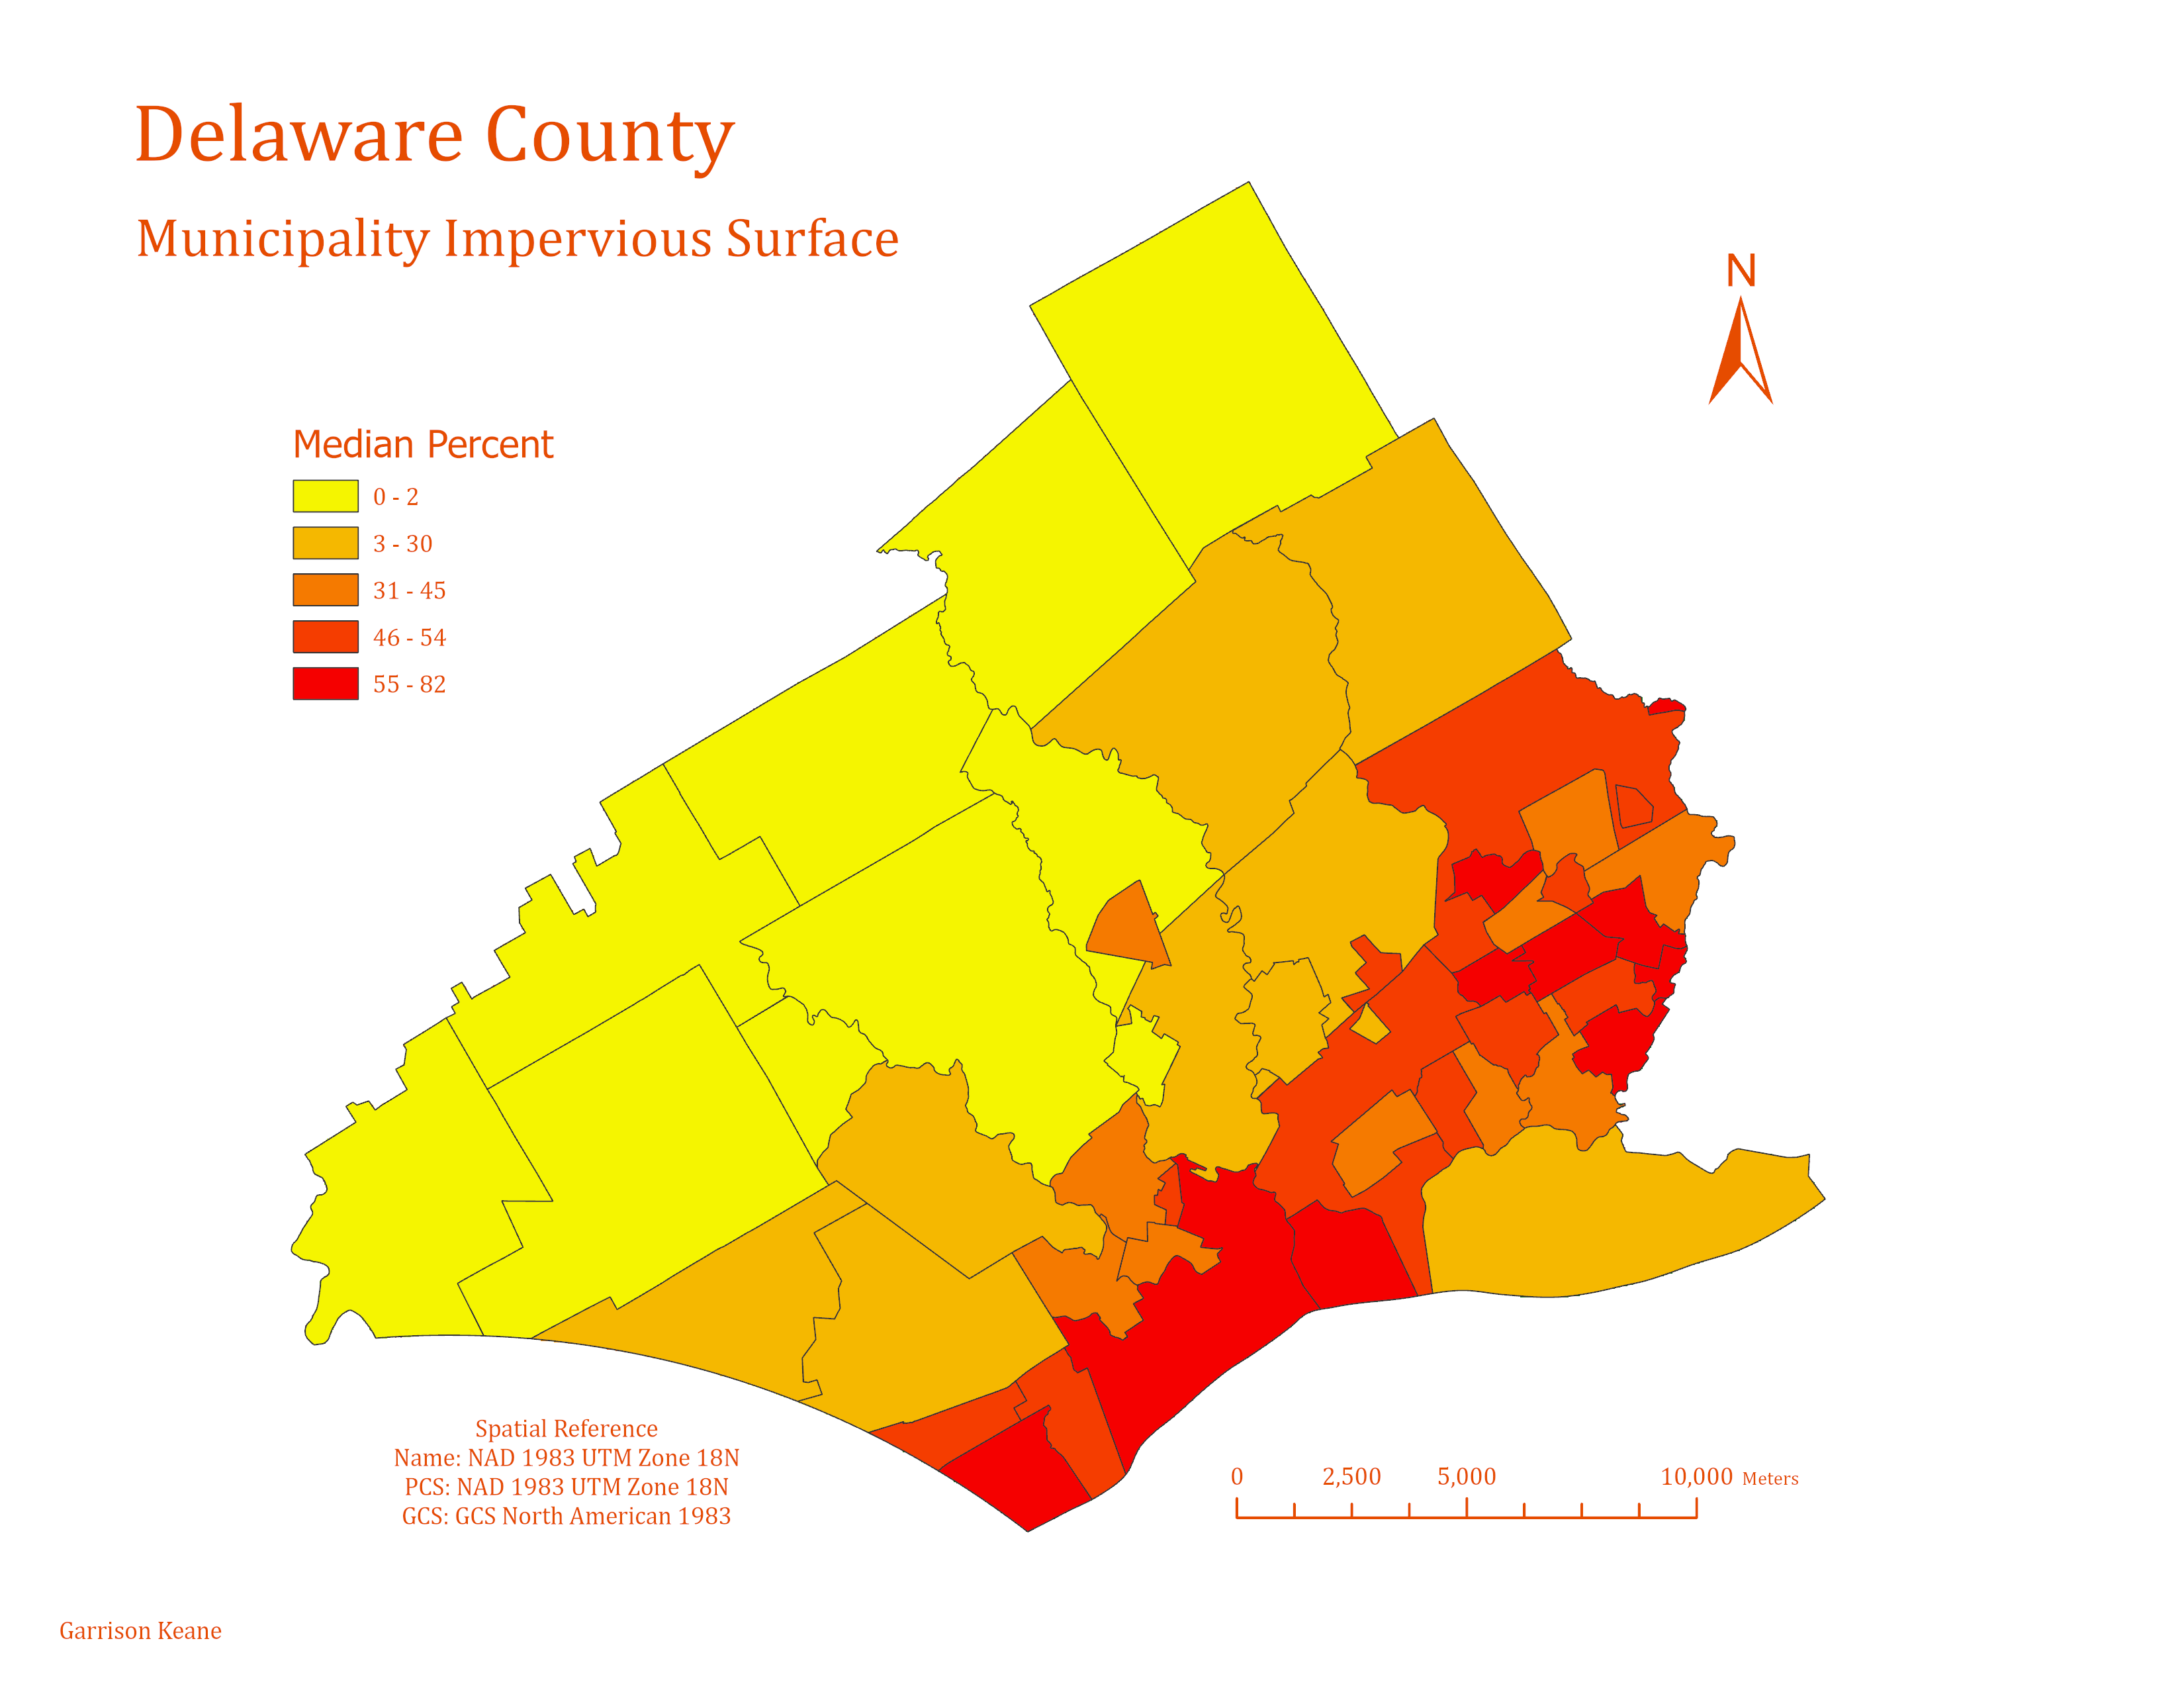 Delaware County
Municipality Impervious Surface
N
Median Percent
0 - 2
3 - 30
31 - 45
46 - 54
55 - 82
Spatial Reference
Name: NAD 1983 UTM Zone 18N
PCS: NAD 1983 UTM Zone 18N
GCS: GCS North American 1983
0 2,500 5,000 10,000 Meters
Garrison Keane